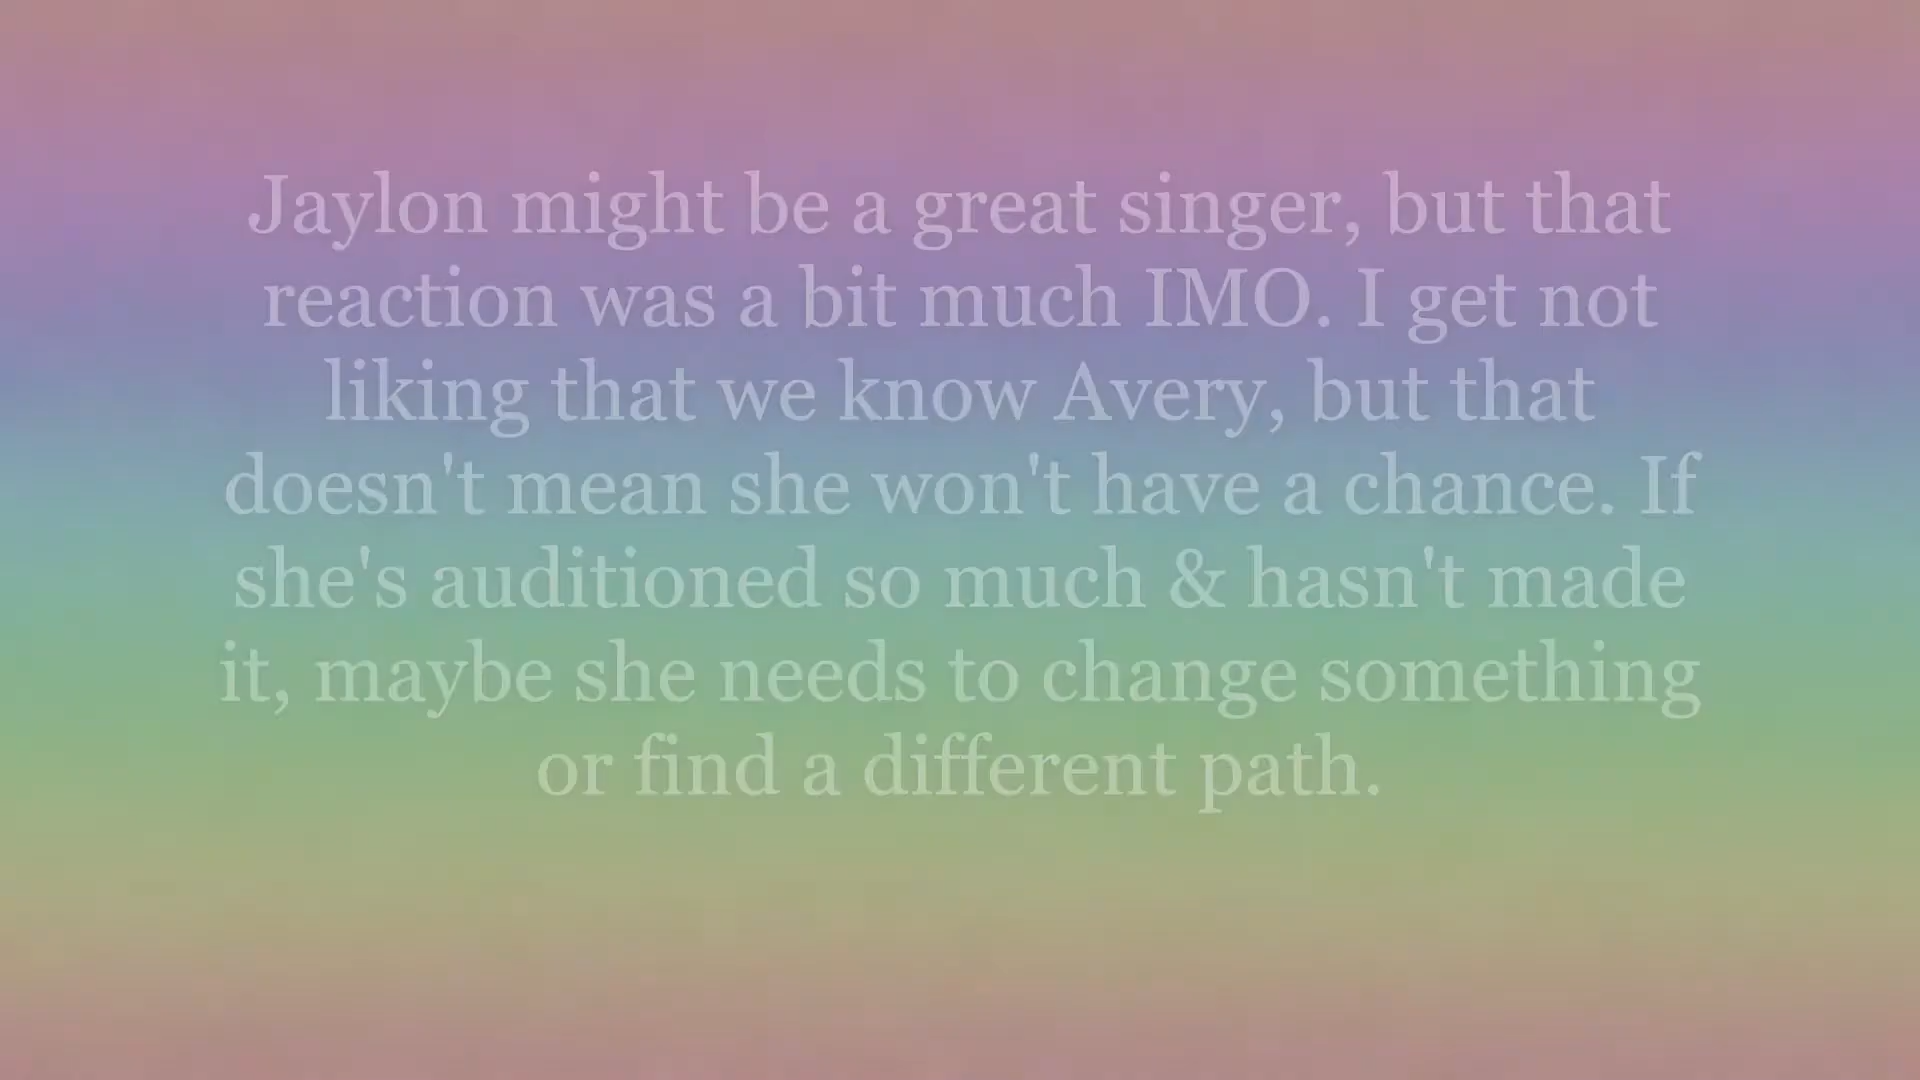 Jaylon might be a great singer, but that
reaction was a bit much IMO. I get not
liking that we know Avery, but that
doesn't mean she won't have a chance. If
she's auditioned so much & hasn't made
it, maybe she needs to change something
or find a different path.